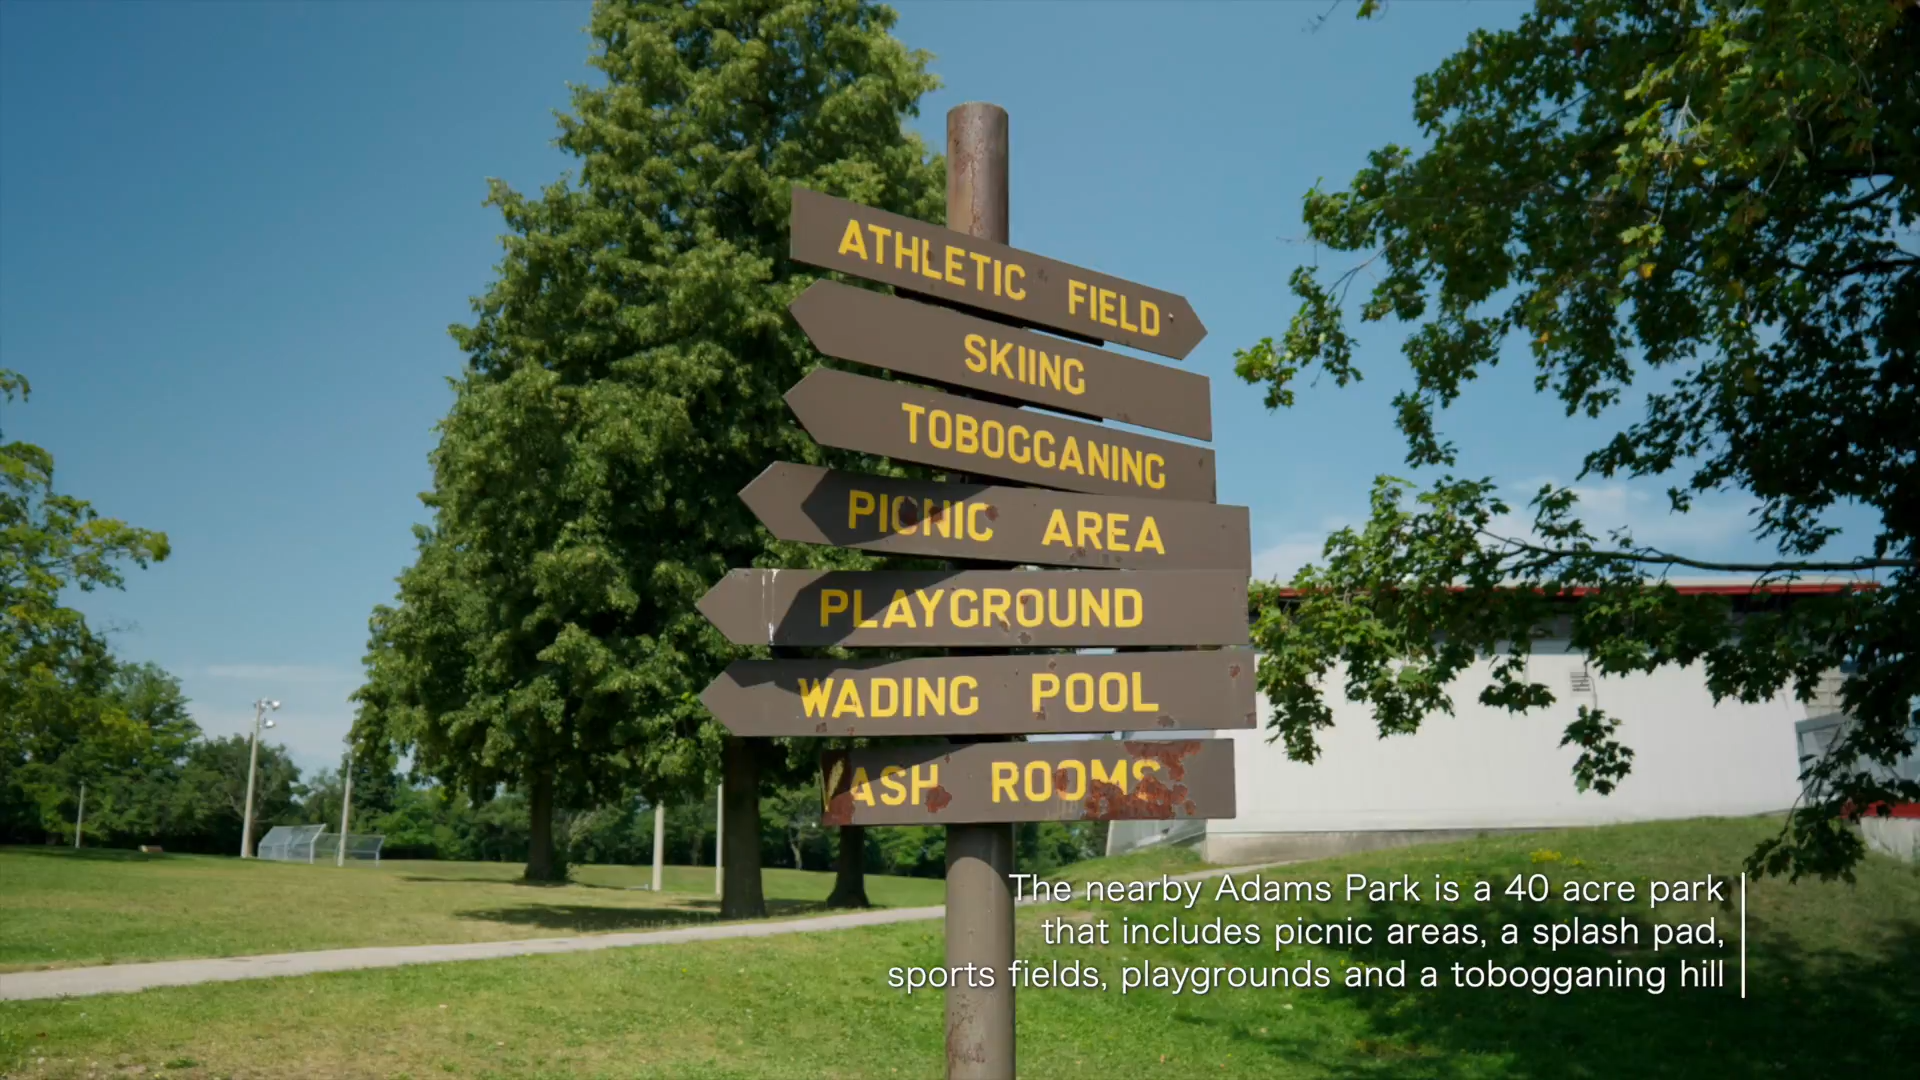 ATHLETIC FIELD
SKIING
TOBOGGANING
PICNIC AREA
PLAYGROUND
WADING POOL
WASH ROOMS
The nearby Adams Park is a 40 acre park
that includes picnic areas, a splash pad,
sports fields, playgrounds and a tobogganing hill